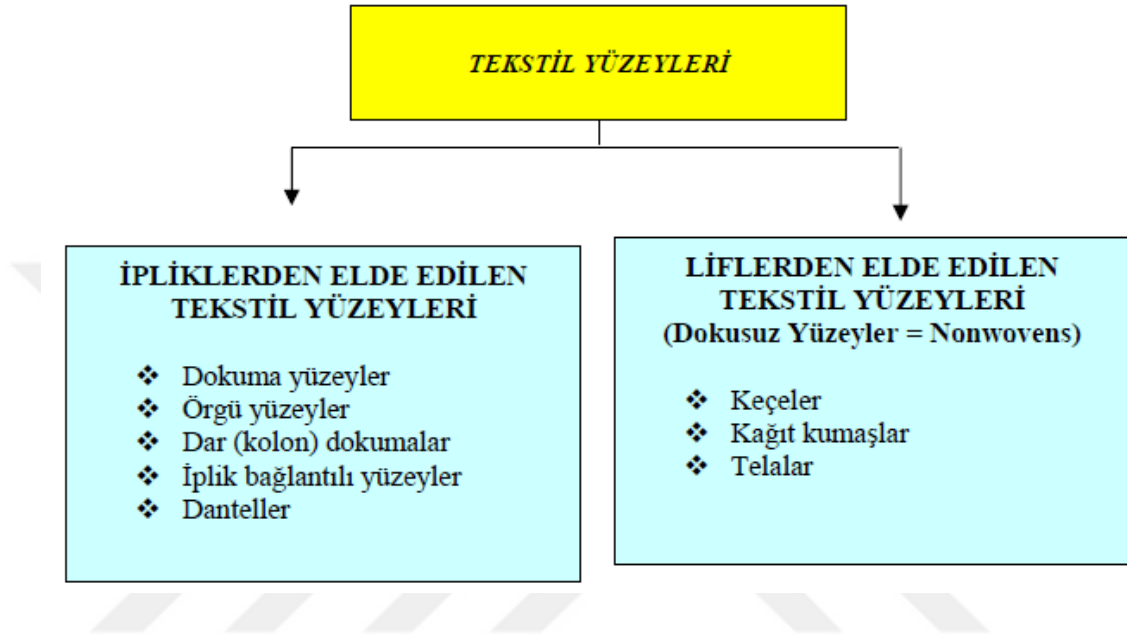 TEKSTİL YÜZEYLERİ
İPLİKLERDEN ELDE EDİLEN
TEKSTİL YÜZEYLERİ
❖ Dokuma yüzeyler
❖ Örgü yüzeyler
❖ Dar (kolon) dokumalar
❖ İplik bağlantılı yüzeyler
❖ Danteller
LİFLERDEN ELDE EDİLEN
TEKSTİL YÜZEYLERİ
(Dokusuz Yüzeyler = Nonwovens)
❖ Keçeler
❖ Kağıt kumaşlar
❖ Telalar